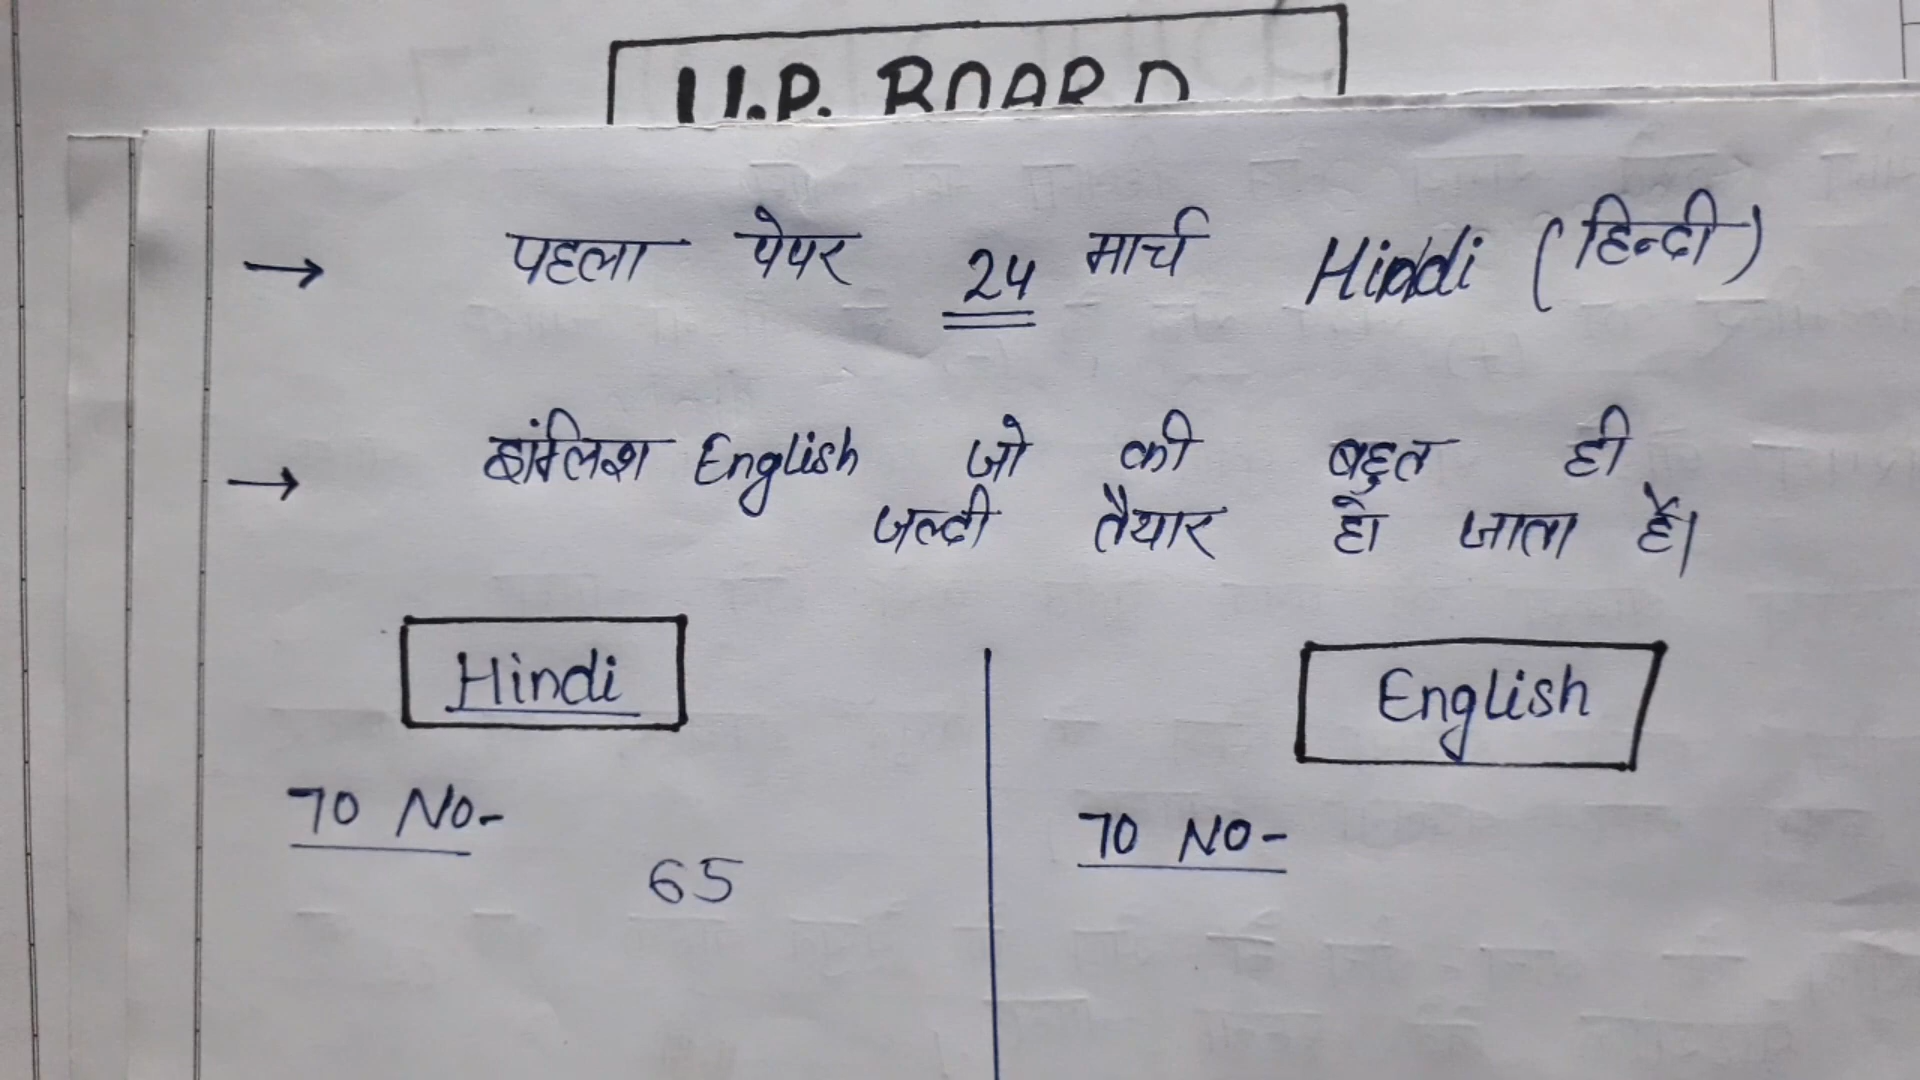 U.P. BOARD
→ पहला पेपर 24 मार्च Hindi (हिन्दी)
→ इंग्लिश English जो की बहुत ही
जल्दी तैयार हो जाता है।
Hindi
English
70 No-
65
70 NO-